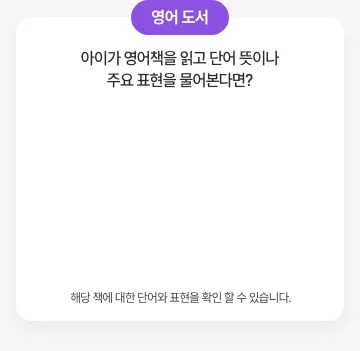 영어 도서
아이가 영어책을 읽고 단어 뜻이나
주요 표현을 물어본다면?
해당 책에 대한 단어와 표현을 확인 할 수 있습니다.